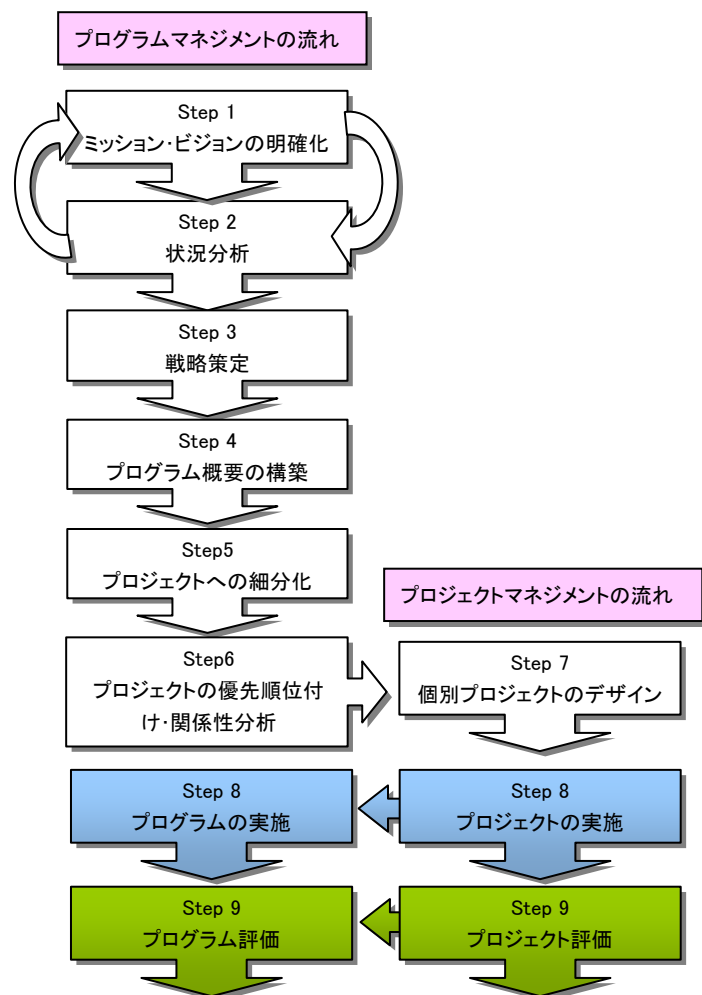 プログラムマネジメントの流れ
Step 1
ミッション・ビジョンの明確化
Step 2
状況分析
Step 3
戦略策定
Step 4
プログラム概要の構築
Step5
プロジェクトへの細分化
プロジェクトマネジメントの流れ
Step6
プロジェクトの優先順位付
け・関係性分析
Step 7
個別プロジェクトのデザイン
Step 8
プログラムの実施
Step 8
プロジェクトの実施
Step 9
プログラム評価
Step 9
プロジェクト評価